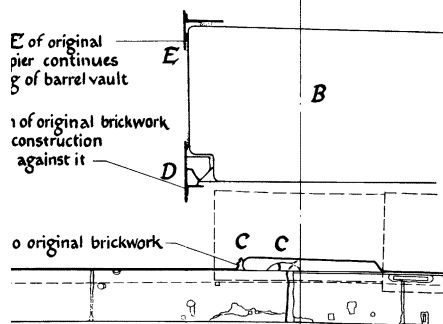 E of original
pier continues
g of barrel vault
E
B
n of original brickwork
construction
against it
D
o original brickwork
C C